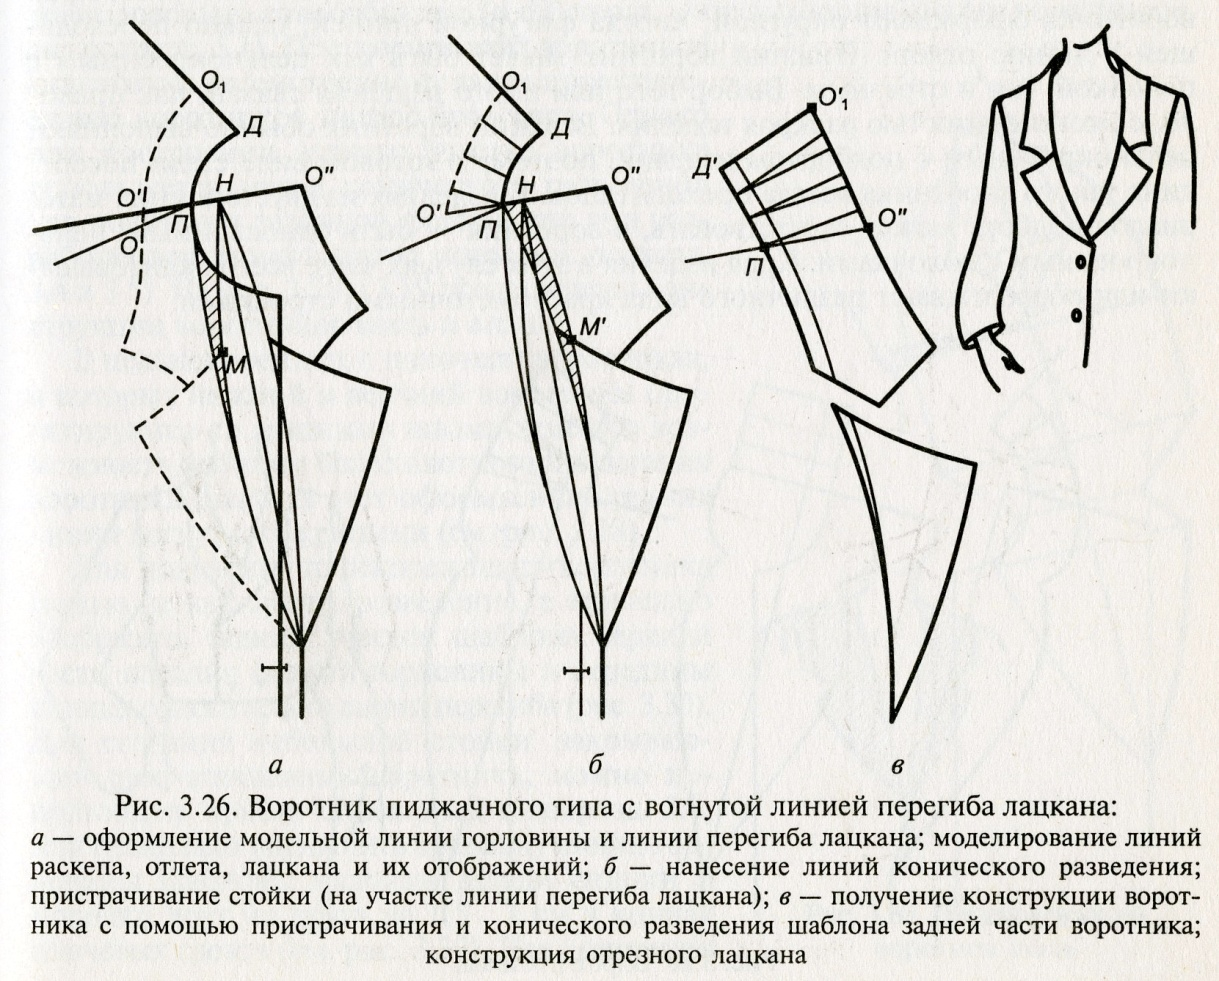 О₁
Д
Н
О"
О'
П
О
М
а
О₁
Д
Н
О"
О'
П
М'
б
О'₁
Д'
О"
П
в
Рис. 3.26. Воротник пиджачного типа с вогнутой линией перегиба лацкана:
а — оформление модельной линии горловины и линии перегиба лацкана; моделирование линий
раскепа, отлета, лацкана и их отображений; б — нанесение линий конического разведения;
пристрачивание стойки (на участке линии перегиба лацкана); в — получение конструкции ворот-
ника с помощью пристрачивания и конического разведения шаблона задней части воротника;
конструкция отрезного лацкана